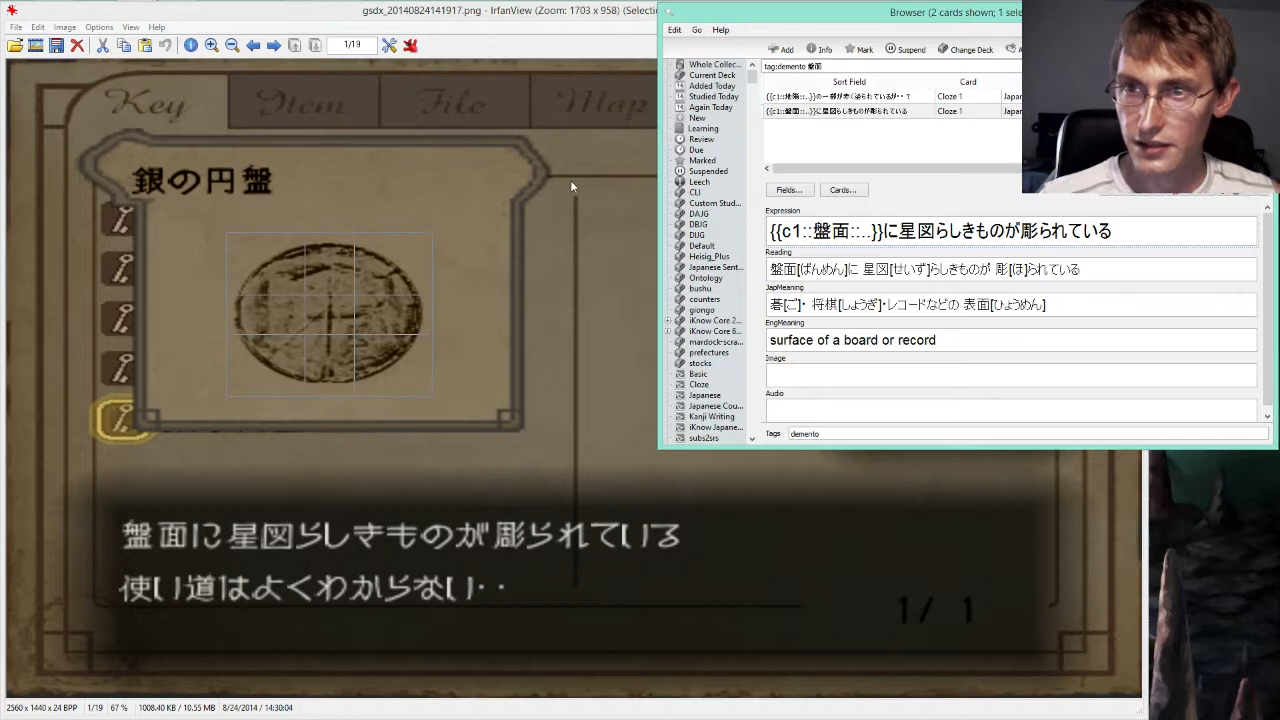 gsdx_20140824141917.png - IrfanView (Zoom: 1703 x 958) (Selectio
File Edit Image Options View Help
1/19
Key Item File Map
銀の円盤
盤面に星図らしきものが彫られている
使い道はよくわからない・・
1/ 1
2560 x 1440 x 24 BPP 1/19 67 % 1008.40 KB / 10.55 MB 8/24/2014 / 14:30:04
Browser (2 cards shown; 1 sele
Edit Go Help
Add Info Mark Suspend Change Deck
tag:demento 盤面
Sort Field Card
Cloze 1 Japar
{{c1::盤面::..}}に星図らしきものが彫られている Cloze 1 Japar
Whole Collec...
Current Deck
Added Today
Studied Today
Again Today
New
Learning
Review
Due
Marked
Suspended
Leech
CLI
Custom Stud...
DAJG
DBJG
DIJG
Default
Heisig_Plus
Japanese Sent...
Ontology
bushu
counters
giongo
iKnow Core 2...
iKnow Core 6...
mardock-scra...
prefectures
stocks
Basic
Cloze
Japanese
Japanese Cou...
Kanji Writing
iKnow Japane...
subs2srs
Fields... Cards...
Expression
{{c1::盤面::..}}に星図らしきものが彫られている
Reading
盤面[ばんめん]に 星図[せいず]らしきものが 彫[ほ]られている
JapMeaning
碁[ご]・ 将棋[しょうぎ]・レコードなどの 表面[ひょうめん]
EngMeaning
surface of a board or record
Image
Audio
Tags demento